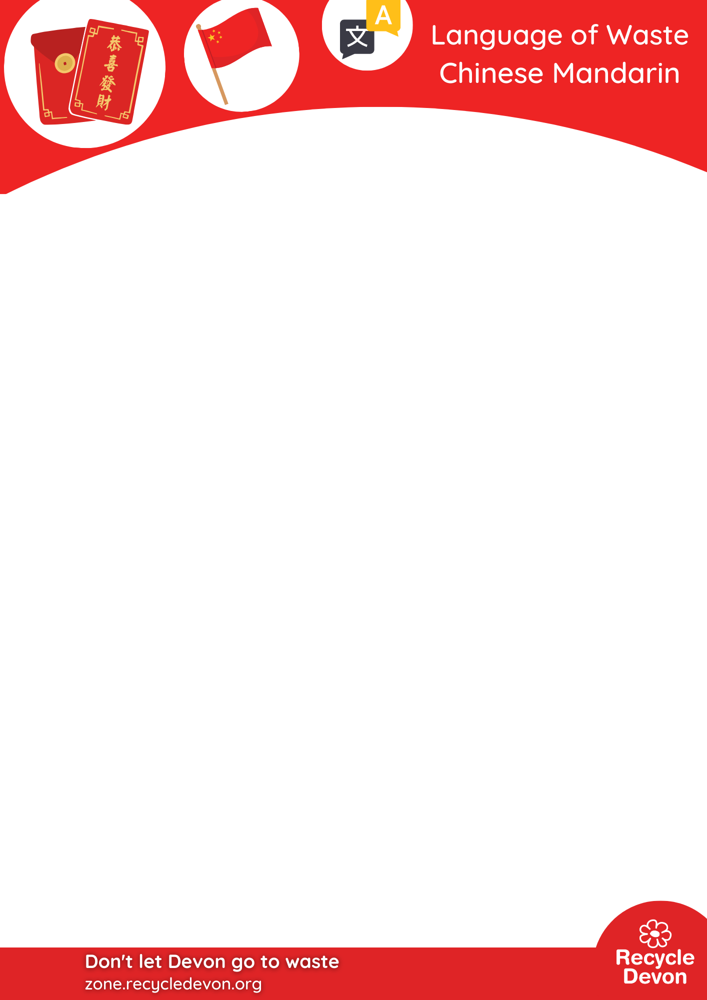 恭喜發財
文
A
Language of Waste
Chinese Mandarin
Don't let Devon go to waste
zone.recycledevon.org
Recycle
Devon